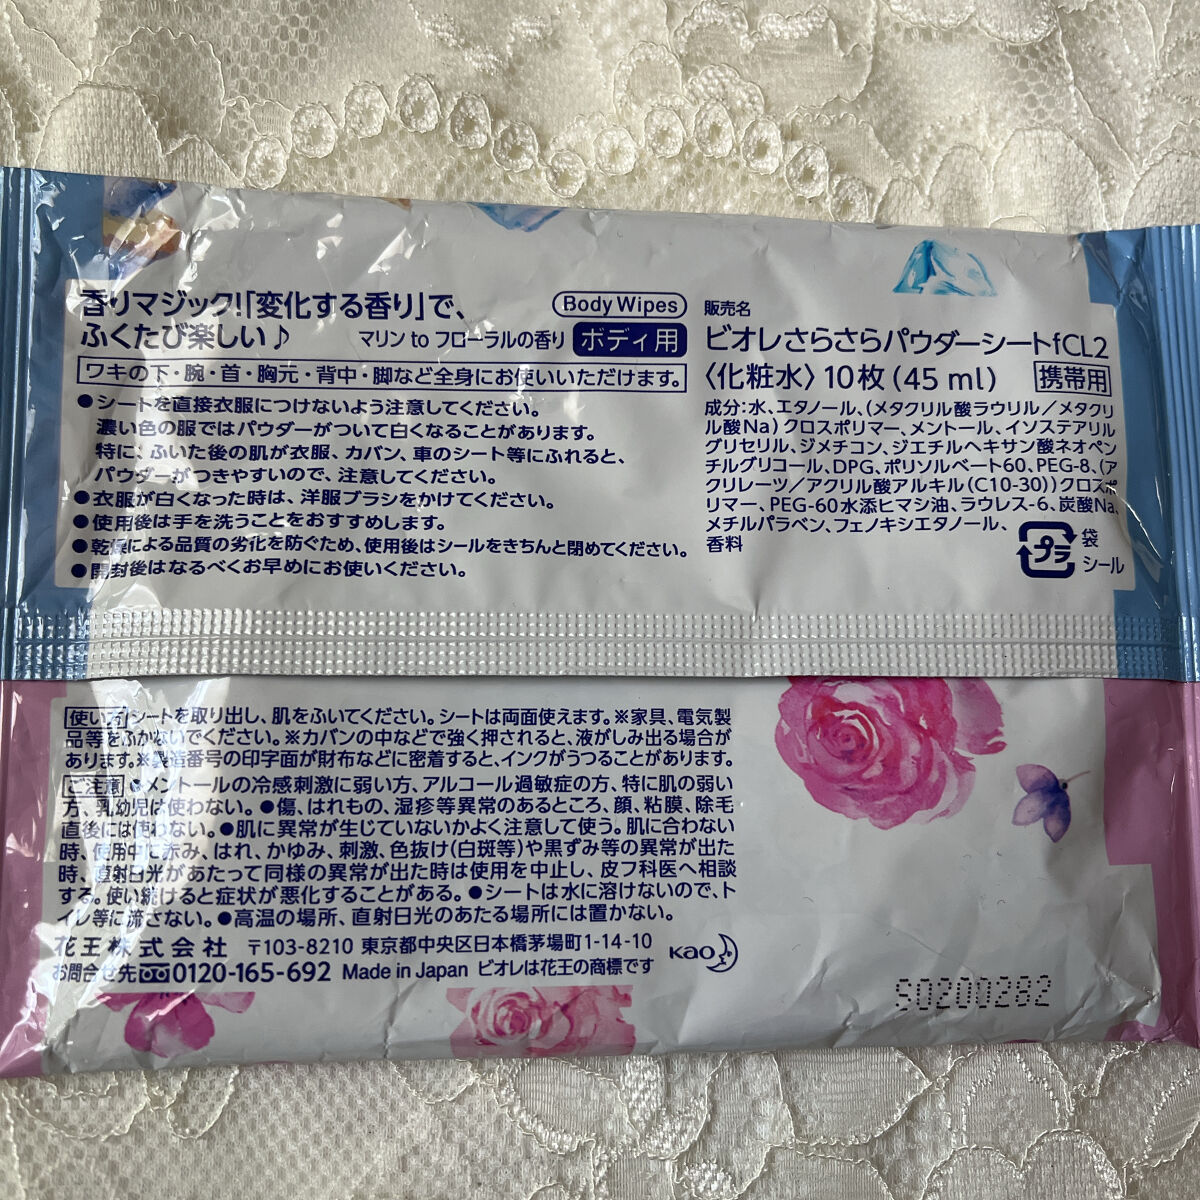 香りマジック!「変化する香り」で、
ふくたび楽しい♪
マリン to フローラルの香り
Body Wipes
ボディ用
ワキの下・腕・首・胸元・背中・脚など全身にお使いいただけます。
●シートを直接衣服につけないよう注意してください。
濃い色の服ではパウダーがついて白くなることがあります。
特に、ふいた後の肌が衣服、カバン、車のシート等にふれると、
パウダーがつきやすいので、注意してください。
●衣服が白くなった時は、洋服ブラシをかけてください。
●使用後は手を洗うことをおすすめします。
●乾燥による品質の劣化を防ぐため、使用後はシールをきちんと閉めてください。
●開封後はなるべくお早めにお使いください。
販売名
ビオレさらさらパウダーシートfCL2
〈化粧水〉10枚(45 ml)
携帯用
成分:水、エタノール、(メタクリル酸ラウリル/メタクリ
ル酸Na)クロスポリマー、メントール、イソステアリル
グリセリル、ジメチコン、ジエチルヘキサン酸ネオペン
チルグリコール、DPG、ポリソルベート60、PEG-8、(ア
クリレーツ/アクリル酸アルキル(C10-30))クロスポ
リマー、PEG-60水添ヒマシ油、ラウレス-6、炭酸Na、
メチルパラベン、フェノキシエタノール、
香料
プラ
袋
シール
使い方 シートを取り出し、肌をふいてください。シートは両面使えます。※家具、電気製
品等をふかないでください。※カバンの中などで強く押されると、液がしみ出る場合が
あります。※製造番号の印字面が財布などに密着すると、インクがうつることがあります。
ご注意 ●メントールの冷感刺激に弱い方、アルコール過敏症の方、特に肌の弱い
方、乳幼児は使わない。●傷、はれもの、湿疹等異常のあるところ、顔、粘膜、除毛
直後には使わない。●肌に異常が生じていないかよく注意して使う。肌に合わない
時、使用中に赤み、はれ、かゆみ、刺激、色抜け(白斑等)や黒ずみ等の異常が出た
時、直射日光があたって同様の異常が出た時は使用を中止し、皮フ科医へ相談
する。使い続けると症状が悪化することがある。●シートは水に溶けないので、ト
イレ等に流さない。●高温の場所、直射日光のあたる場所には置かない。
花王株式会社 〒103-8210 東京都中央区日本橋茅場町1-14-10
お問合せ先 0120-165-692 Made in Japan ビオレは花王の商標です
Kao
S0200282